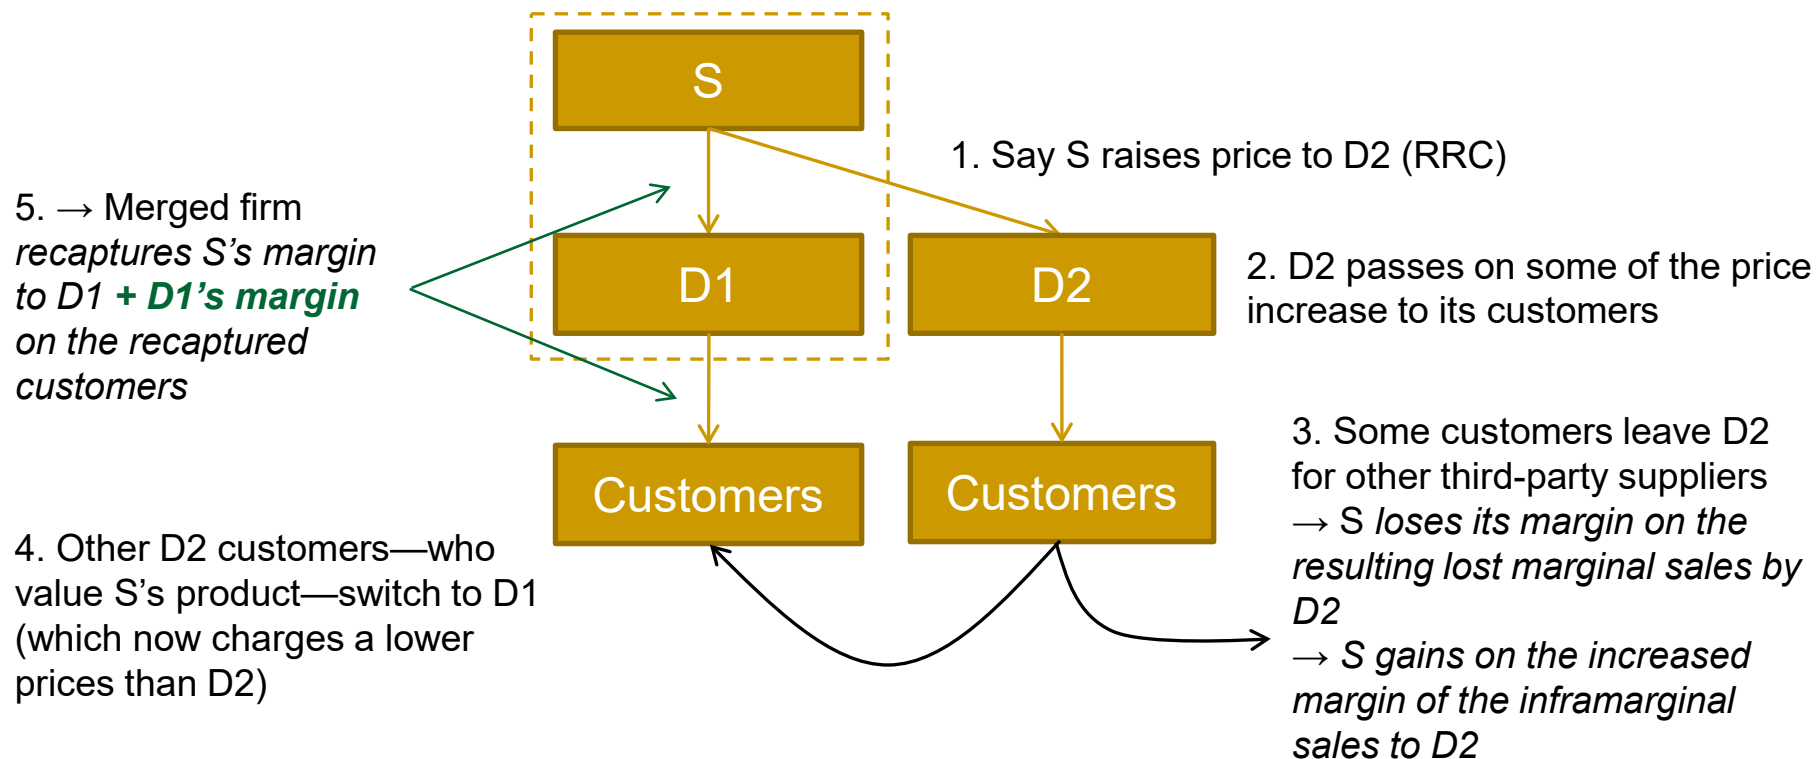 S
1. Say S raises price to D2 (RRC)
5. → Merged firm
recaptures S’s margin
to D1 + D1’s margin
on the recaptured
customers
D1
D2
2. D2 passes on some of the price
increase to its customers
Customers
Customers
3. Some customers leave D2
for other third-party suppliers
→ S loses its margin on the
resulting lost marginal sales by
D2
→ S gains on the increased
margin of the inframarginal
sales to D2
4. Other D2 customers—who
value S’s product—switch to D1
(which now charges a lower
prices than D2)